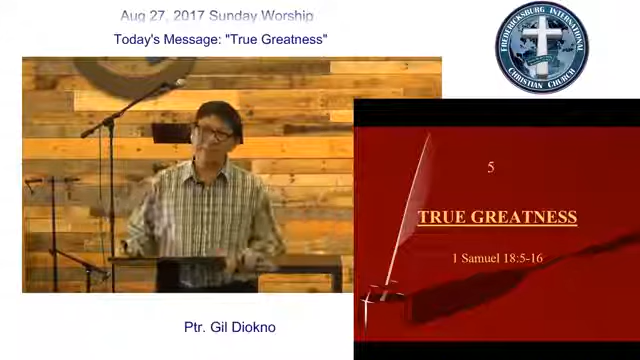 Aug 27, 2017 Sunday Worship
Today's Message: "True Greatness"
FREDERICKSBURG INTERNATIONAL
CHRISTIAN CHURCH
5
TRUE GREATNESS
1 Samuel 18:5-16
Ptr. Gil Diokno